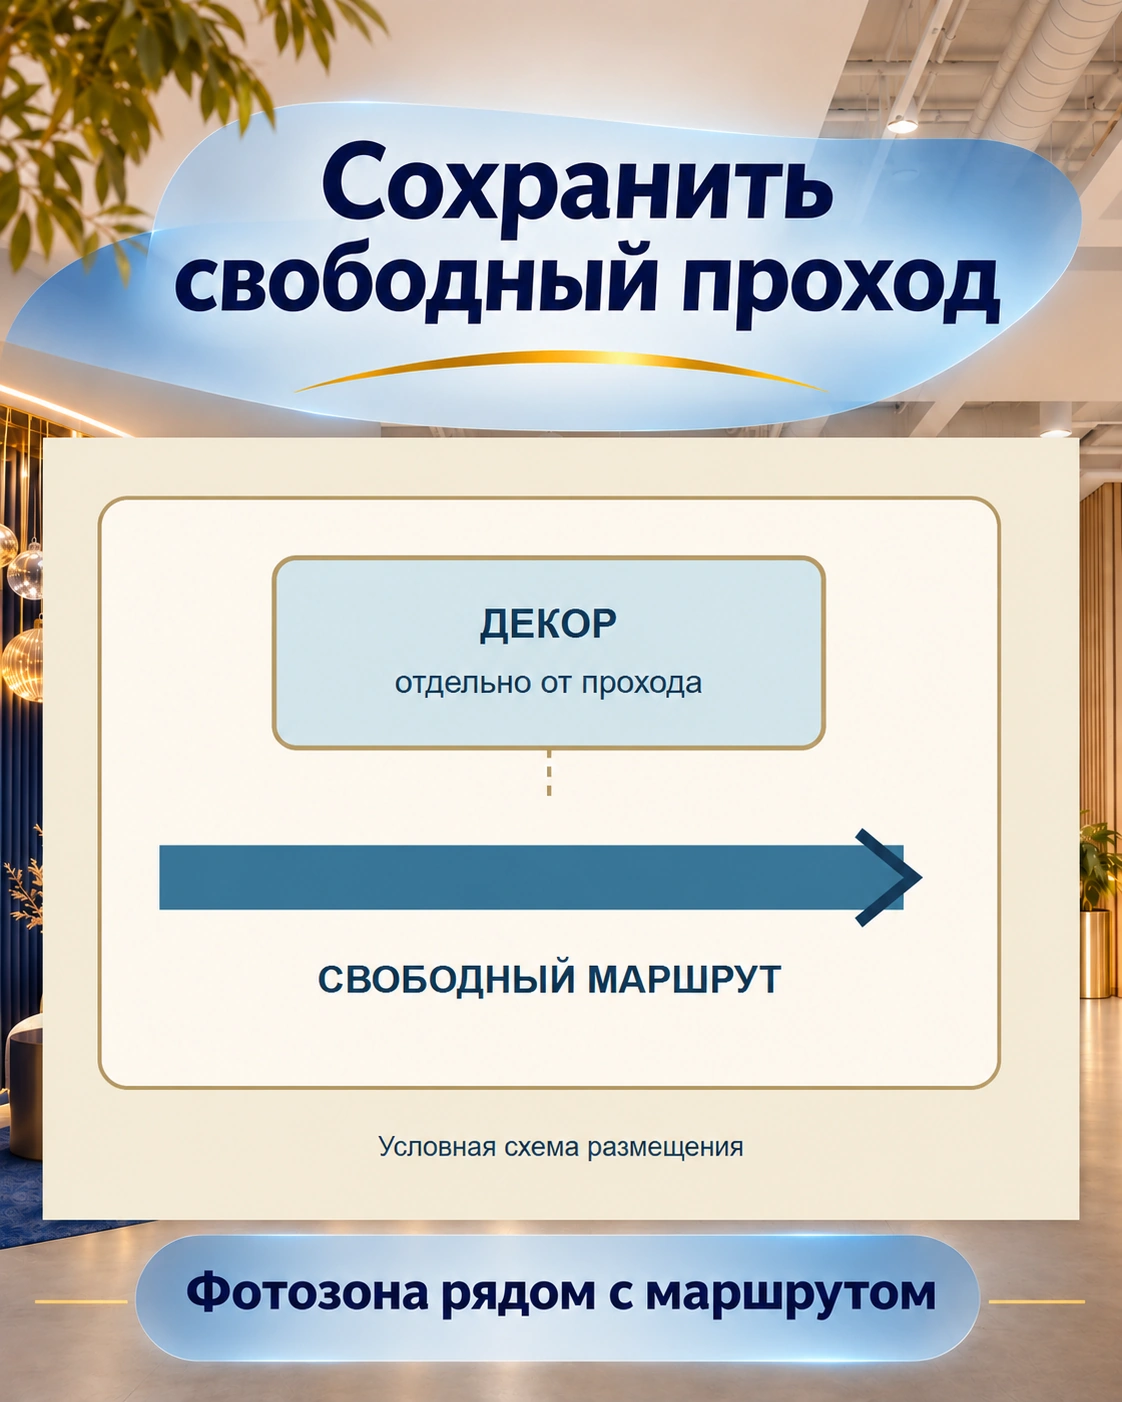 Сохранить
свободный проход
ДЕКОР
отдельно от прохода
СВОБОДНЫЙ МАРШРУТ
Условная схема размещения
Фотозона рядом с маршрутом